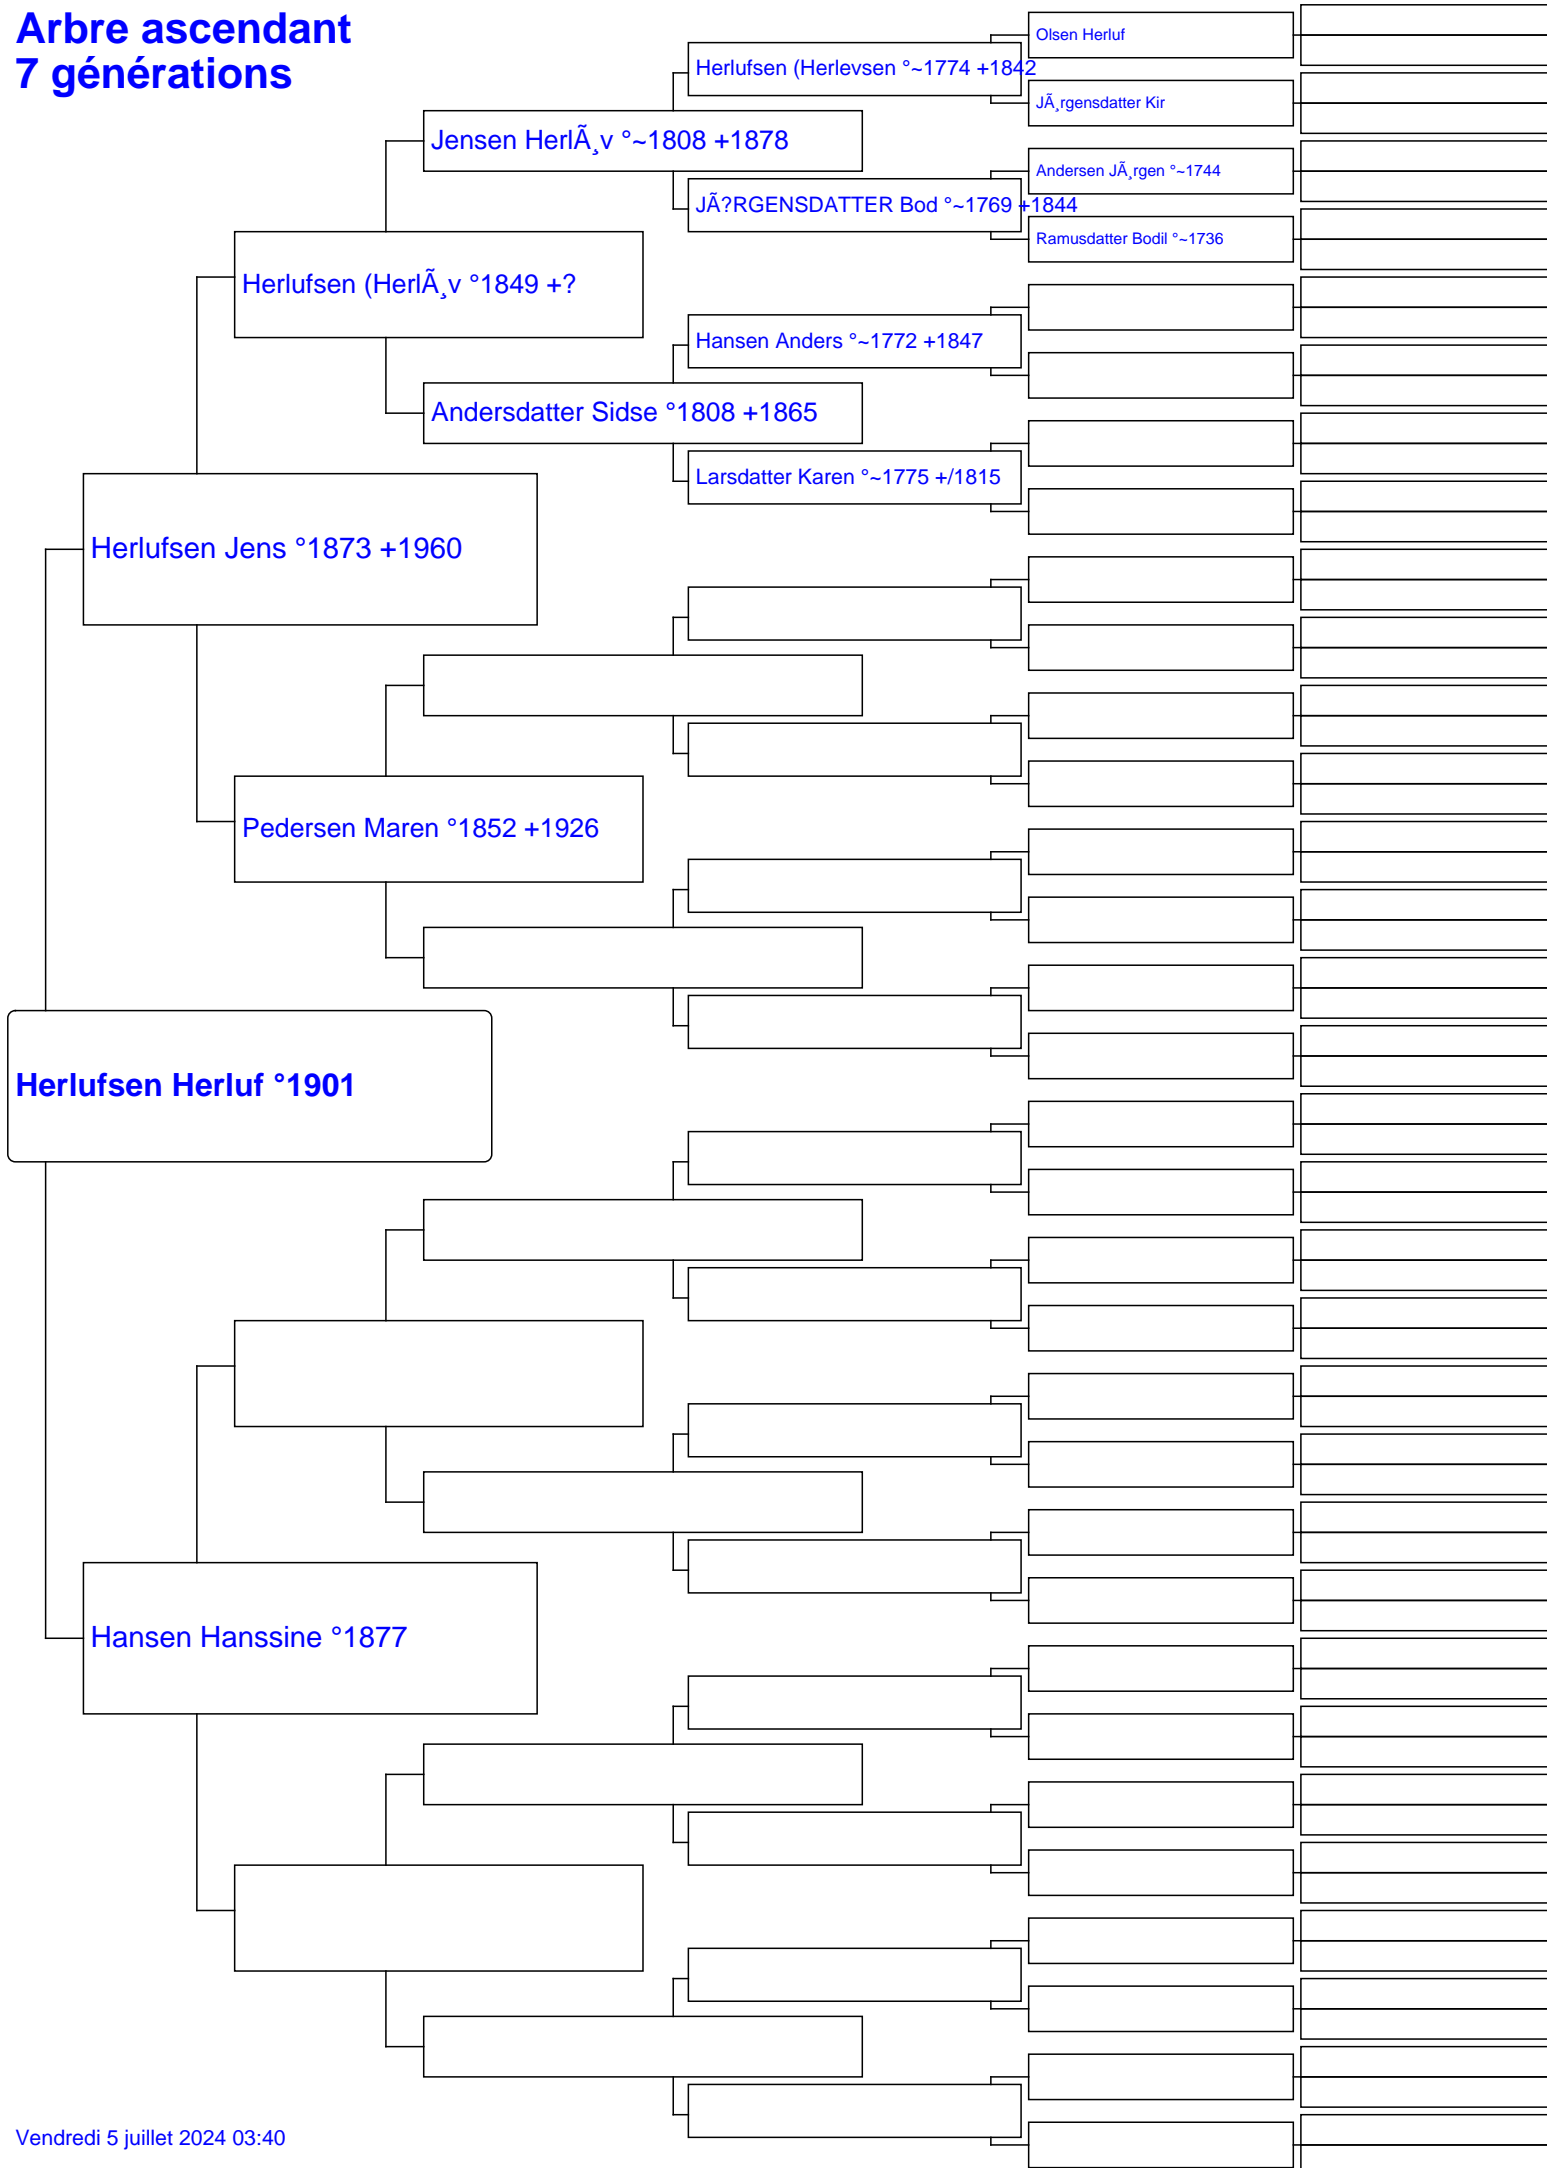 Arbre ascendant
7 générations
Olsen Herluf
Herlufsen (Herlevsen °~1774 +1842
JÃ¸rgensdatter Kir
Jensen HerlÃ¸v °~1808 +1878
Andersen JÃ¸rgen °~1744
JÃ?RGENSDATTER Bod °~1769 +1844
Ramusdatter Bodil °~1736
Herlufsen (HerlÃ¸v °1849 +?
Hansen Anders °~1772 +1847
Andersdatter Sidse °1808 +1865
Larsdatter Karen °~1775 +/1815
Herlufsen Jens °1873 +1960
Pedersen Maren °1852 +1926
Herlufsen Herluf °1901
Hansen Hanssine °1877
Vendredi 5 juillet 2024 03:40